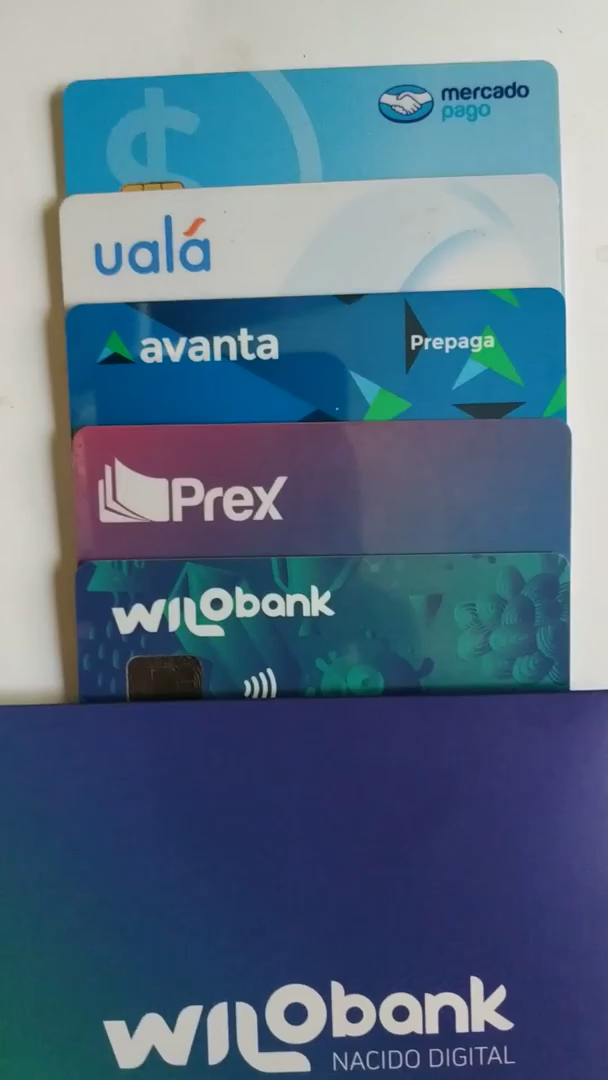 mercado
pago
ualá
avanta
Prepaga
Prex
WILObank
WILObank
NACIDO DIGITAL